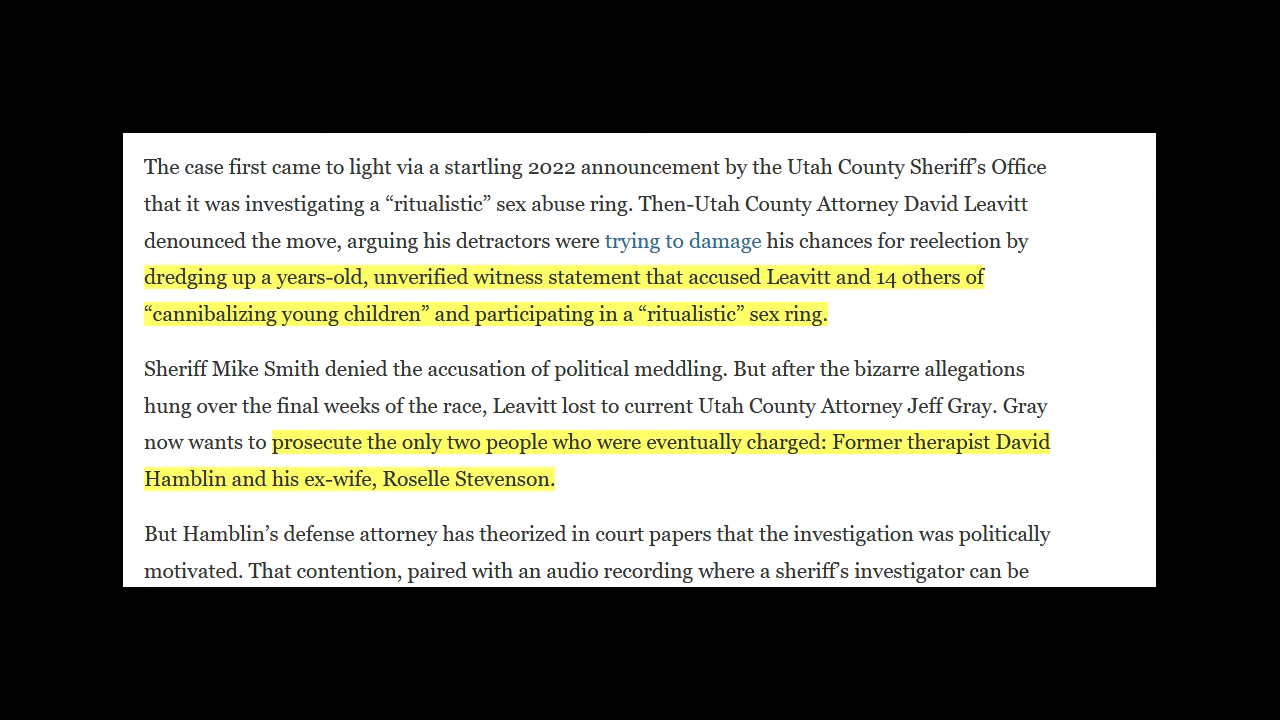 The case first came to light via a startling 2022 announcement by the Utah County Sheriff’s Office
that it was investigating a “ritualistic” sex abuse ring. Then-Utah County Attorney David Leavitt
denounced the move, arguing his detractors were trying to damage his chances for reelection by
dredging up a years-old, unverified witness statement that accused Leavitt and 14 others of
“cannibalizing young children” and participating in a “ritualistic” sex ring.
Sheriff Mike Smith denied the accusation of political meddling. But after the bizarre allegations
hung over the final weeks of the race, Leavitt lost to current Utah County Attorney Jeff Gray. Gray
now wants to prosecute the only two people who were eventually charged: Former therapist David
Hamblin and his ex-wife, Roselle Stevenson.
But Hamblin’s defense attorney has theorized in court papers that the investigation was politically
motivated. That contention, paired with an audio recording where a sheriff’s investigator can be